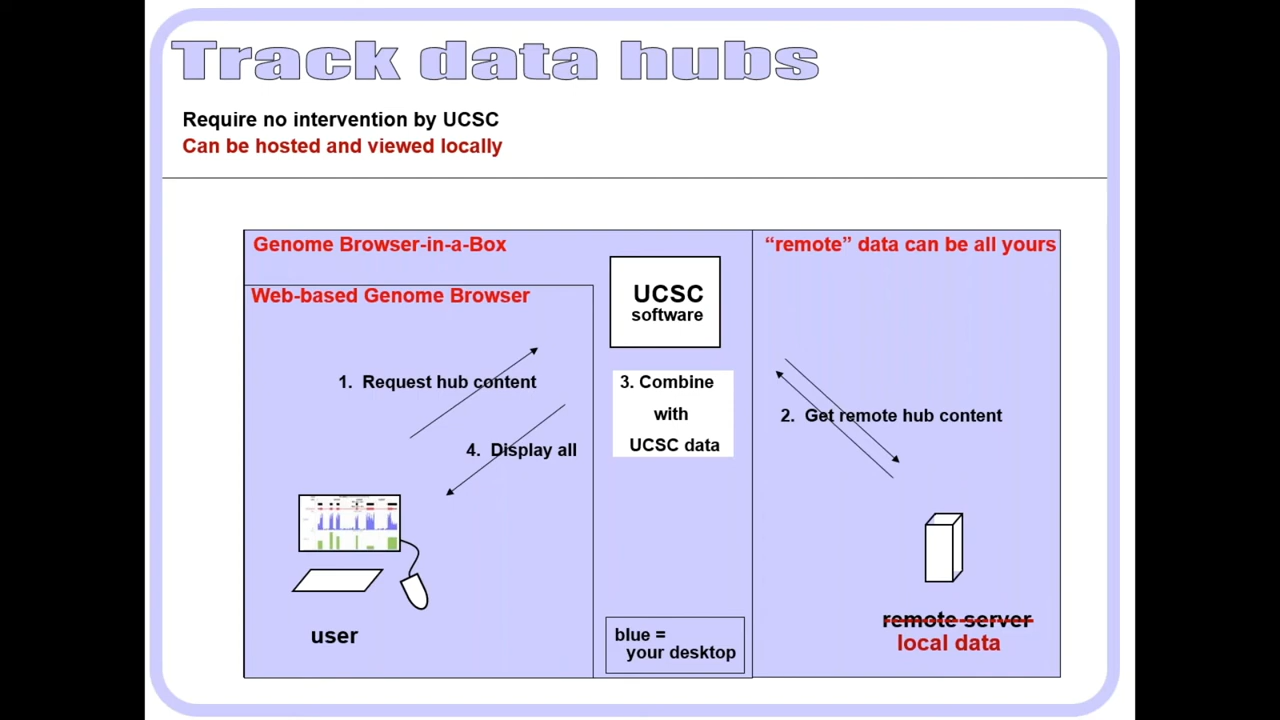 Track data hubs
Require no intervention by UCSC
Can be hosted and viewed locally
Genome Browser-in-a-Box
“remote” data can be all yours
Web-based Genome Browser
UCSC
software
1. Request hub content
3. Combine
with
UCSC data
2. Get remote hub content
4. Display all
remote server
local data
user
blue =
your desktop